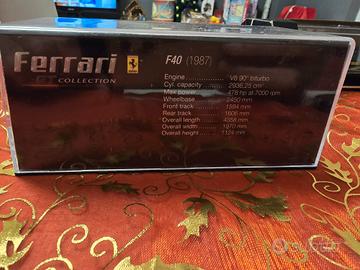 Ferrari
GT COLLECTION
F40 (1987)
Engine V8 90° biturbo
Cyl. capacity 2936,25 cm³
Max power 478 hp at 7000 rpm
Wheelbase 2450 mm
Front track 1594 mm
Rear track 1606 mm
Overall length 4358 mm
Overall width 1970 mm
Overall height 1124 mm
subito